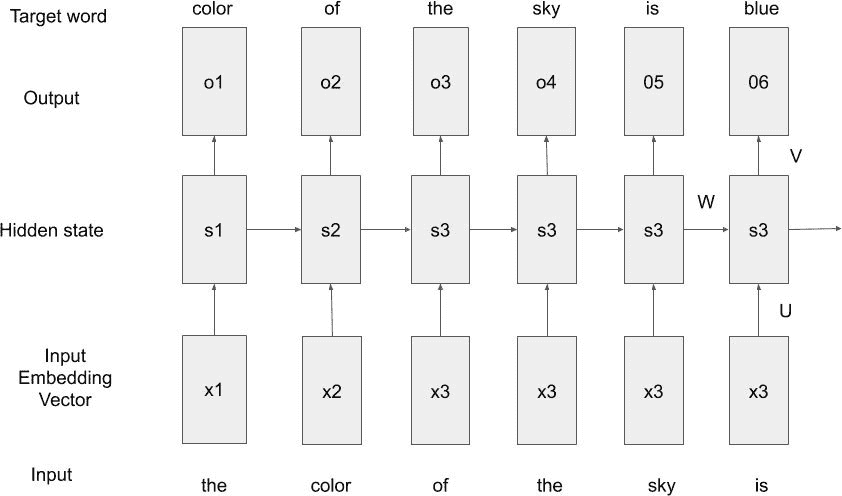 Target word color of the sky is blue
Output o1 o2 o3 o4 05 06
V
Hidden state s1 s2 s3 s3 s3 W s3
U
Input
Embedding
Vector
x1 x2 x3 x3 x3 x3
Input the color of the sky is